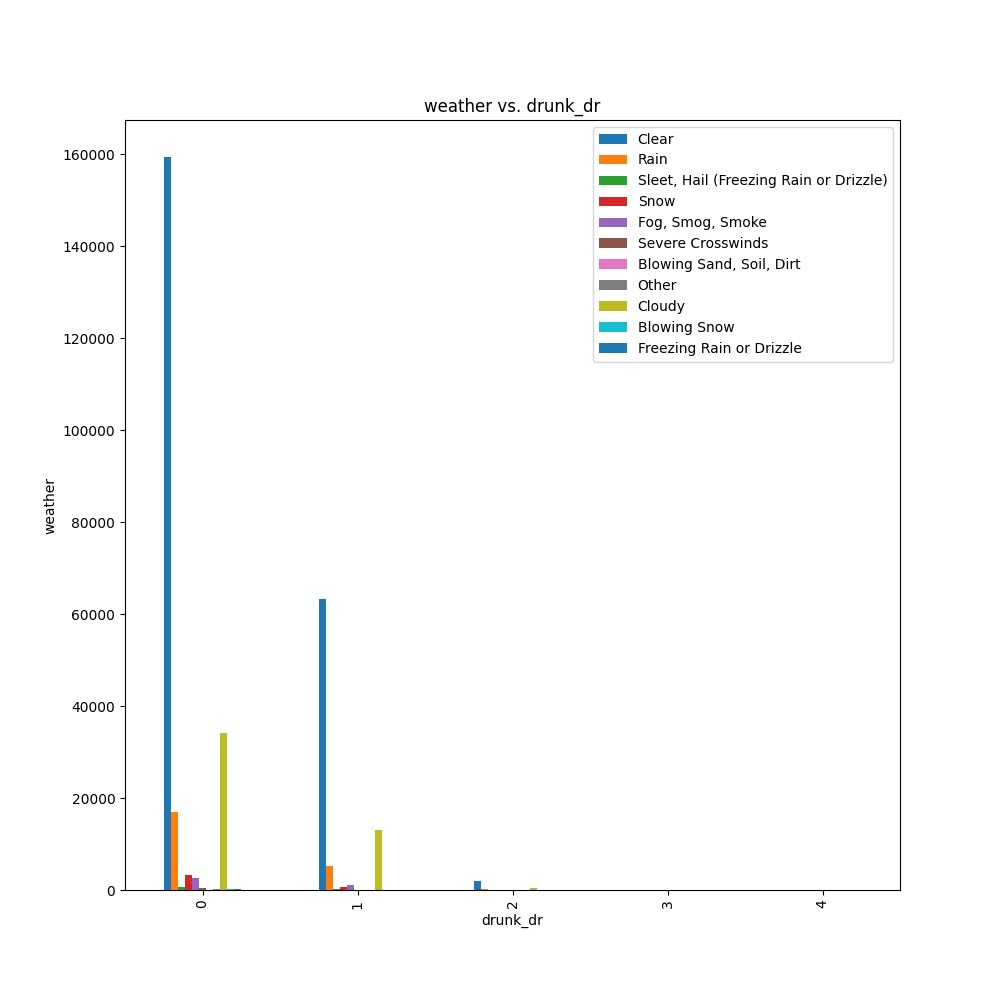 weather vs. drunk_dr
Clear
Rain
Sleet, Hail (Freezing Rain or Drizzle)
Snow
Fog, Smog, Smoke
Severe Crosswinds
Blowing Sand, Soil, Dirt
Other
Cloudy
Blowing Snow
Freezing Rain or Drizzle
160000
140000
120000
100000
80000
60000
40000
20000
0
weather
0
1
2
3
4
drunk_dr